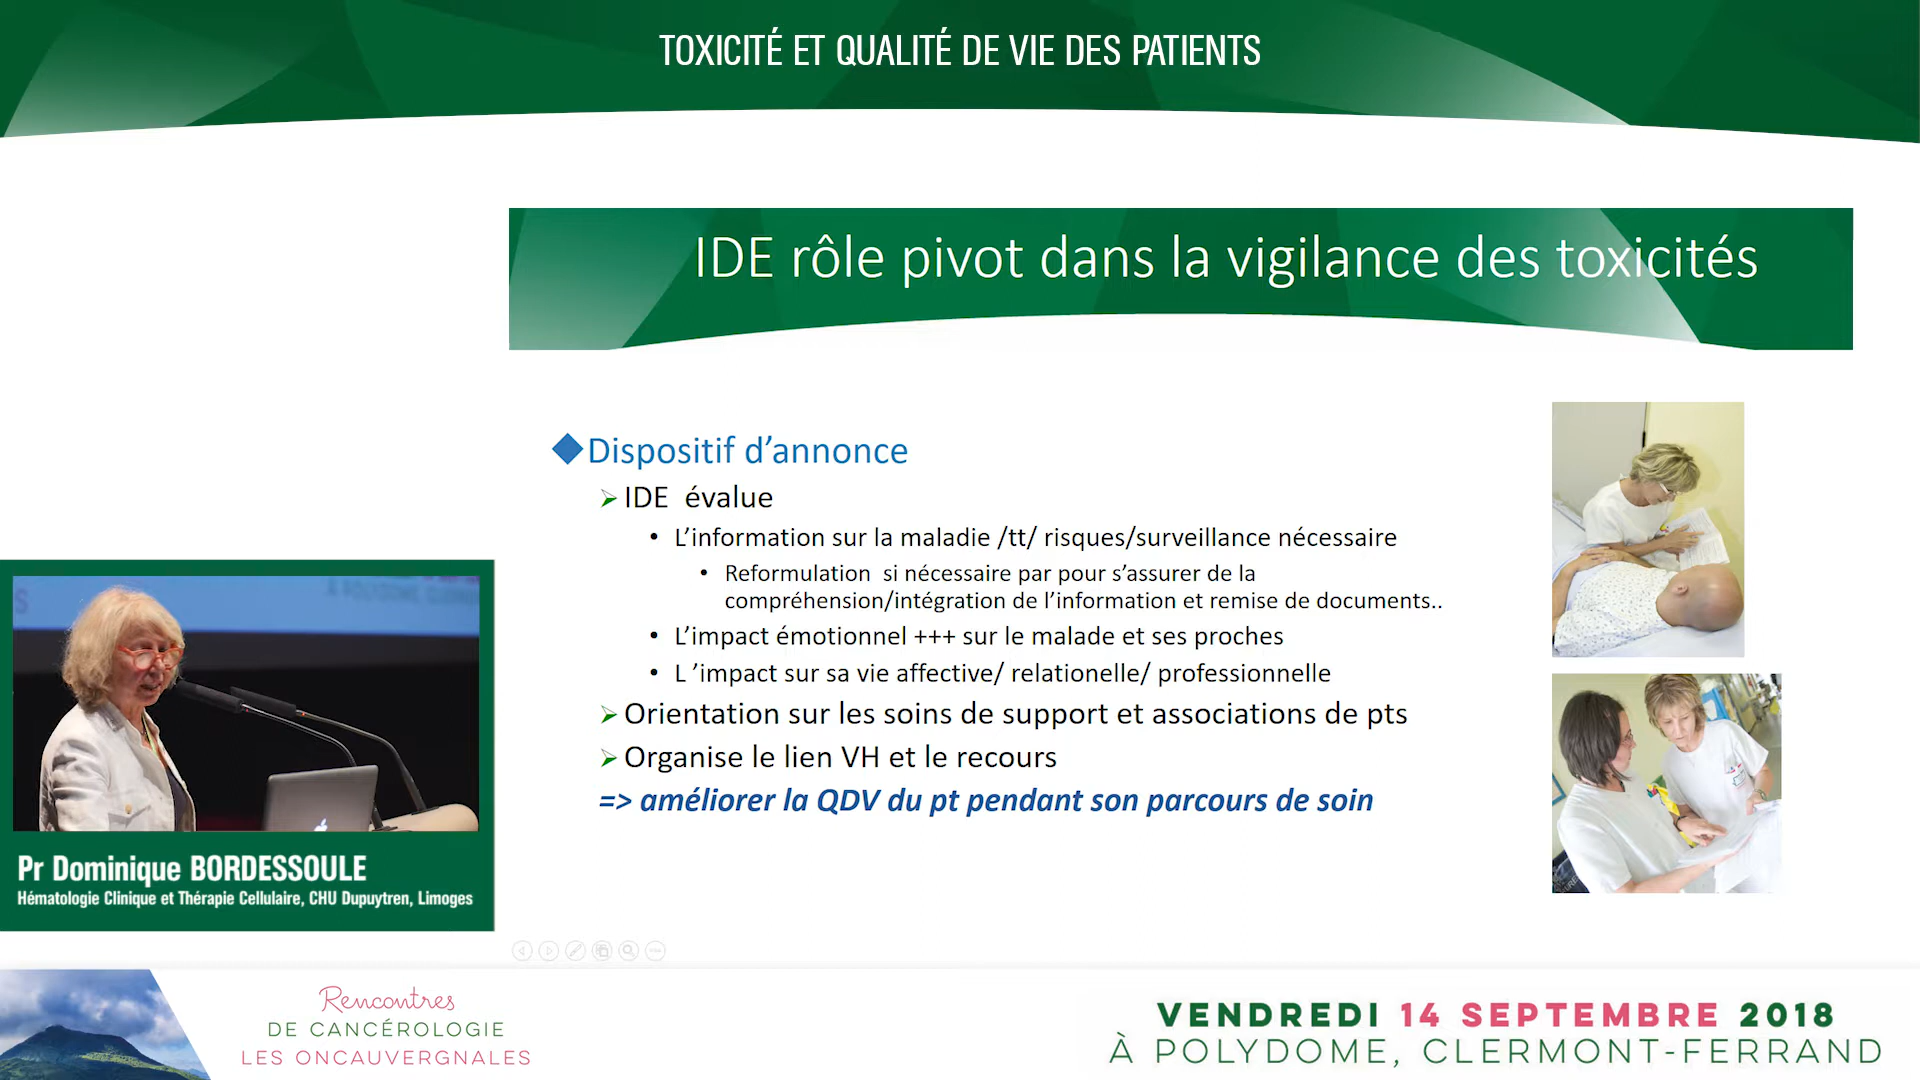 TOXICITÉ ET QUALITÉ DE VIE DES PATIENTS
IDE rôle pivot dans la vigilance des toxicités
Dispositif d’annonce
IDE  évalue
L’information sur la maladie /tt/ risques/surveillance nécessaire
Reformulation  si nécessaire par pour s’assurer de la
compréhension/intégration de l’information et remise de documents..
L’impact émotionnel +++ sur le malade et ses proches
L ’impact sur sa vie affective/ relationelle/ professionnelle
Orientation sur les soins de support et associations de pts
Organise le lien VH et le recours
=> améliorer la QDV du pt pendant son parcours de soin
Pr Dominique BORDESSOULE
Hématologie Clinique et Thérapie Cellulaire, CHU Dupuytren, Limoges
Rencontres
DE CANCÉROLOGIE
LES ONCAUVERGNALES
VENDREDI 14 SEPTEMBRE 2018
À POLYDOME, CLERMONT-FERRAND